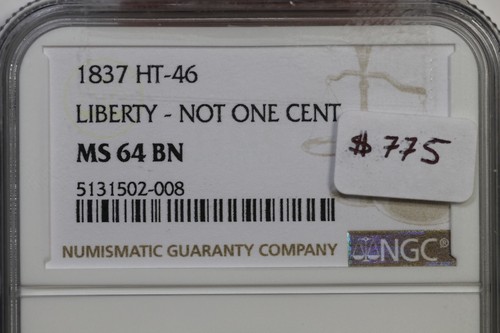 1837 HT-46
LIBERTY - NOT ONE CENT
MS 64 BN
$775
5131502-008
NUMISMATIC GUARANTY COMPANY
NGC®